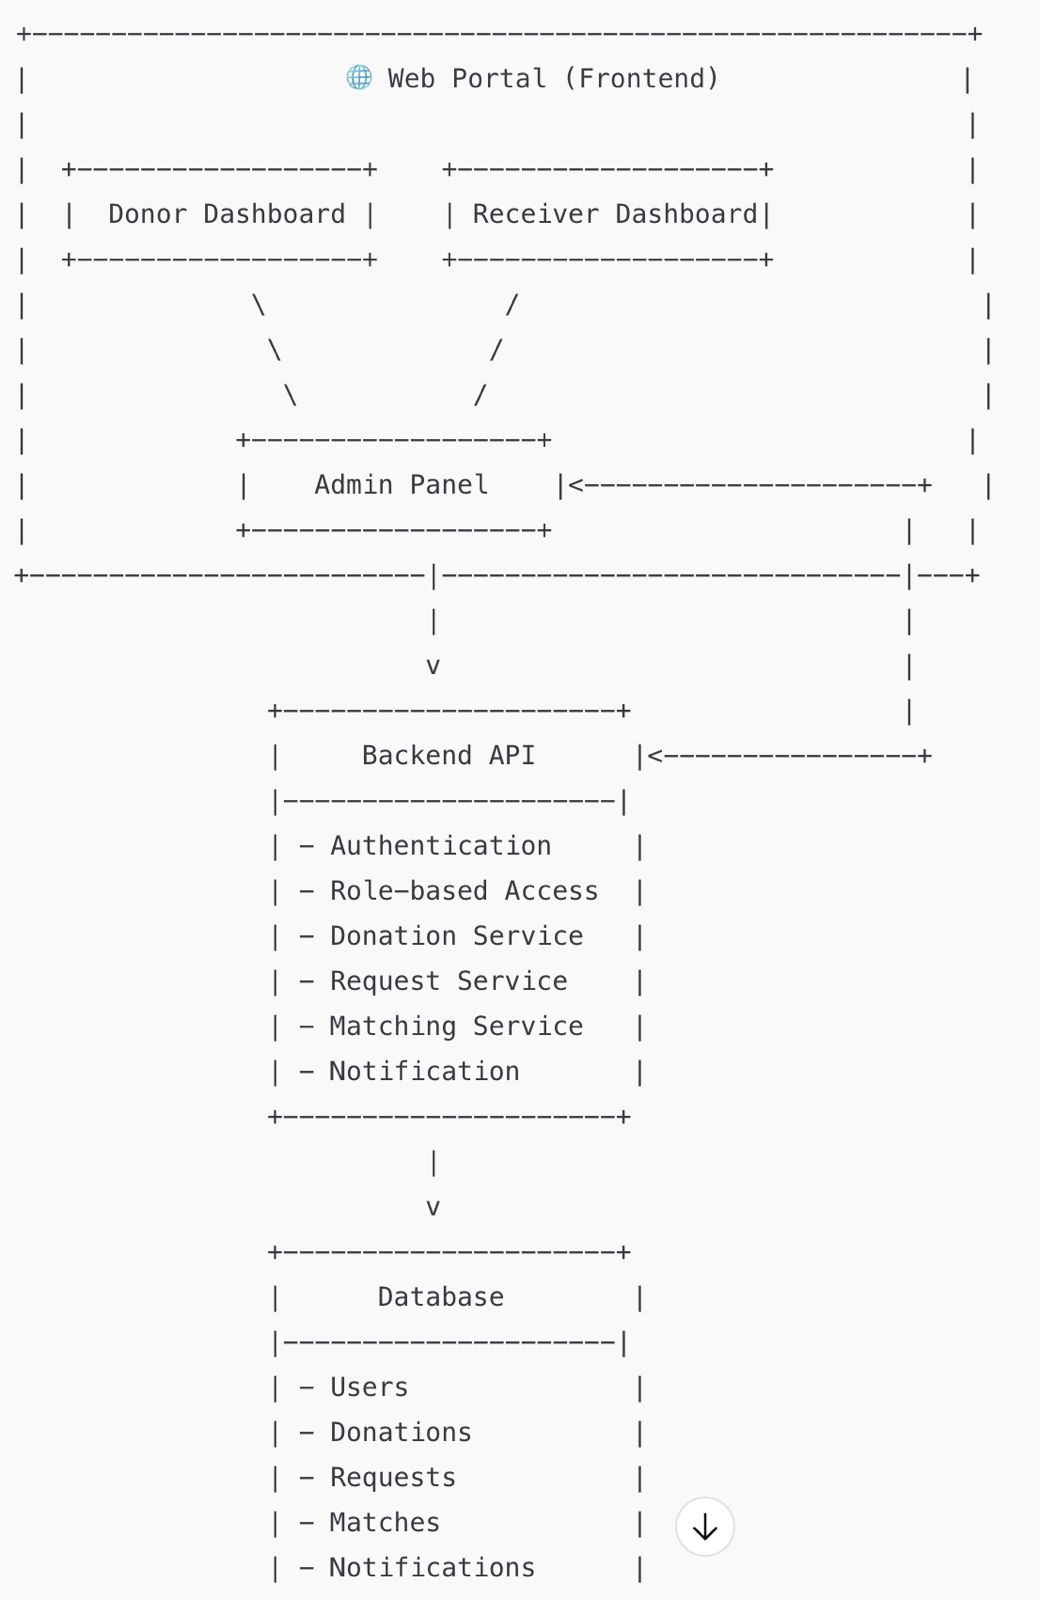 🌐 Web Portal (Frontend)
Donor Dashboard
Receiver Dashboard
Admin Panel
v
Backend API
- Authentication
- Role-based Access
- Donation Service
- Request Service
- Matching Service
- Notification
v
Database
- Users
- Donations
- Requests
- Matches
- Notifications